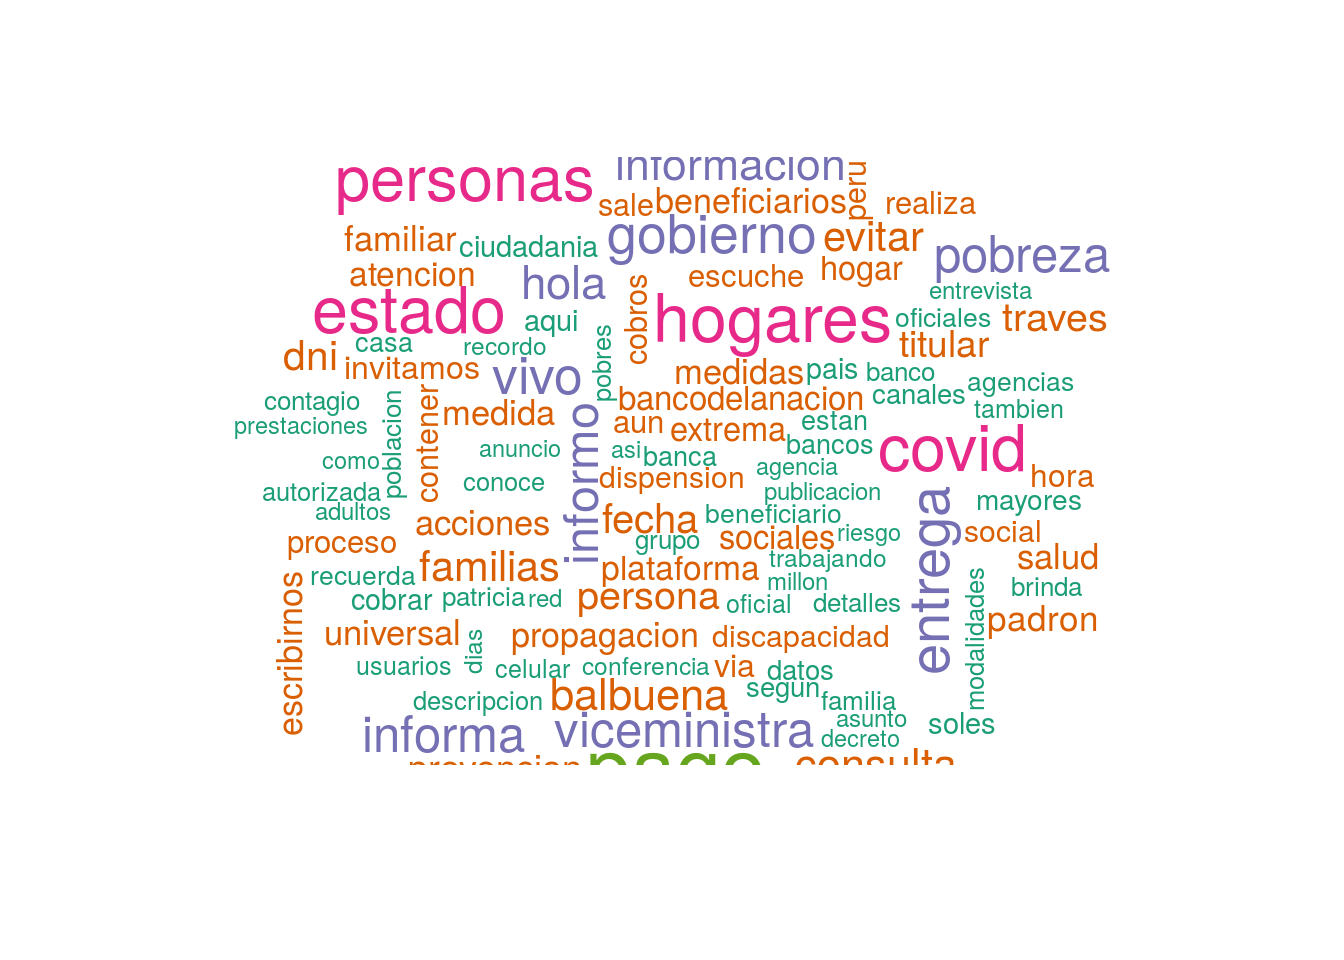 personas
informacion
sale
beneficiarios
peru
realiza
familiar
ciudadania
gobierno
evitar
pobreza
atencion
hola
cobros
escuche
hogar
estado
aqui
hogares
entrevista
oficiales
traves
dni
casa
recordo
pobres
titular
invitamos
vivo
medidas
pais
banco
agencias
contagio
poblacion
contener
medida
informo
bancodelanacion
canales
tambien
prestaciones
anuncio
aun
extrema
estan
bancos
covid
como
asi
banca
agencia
hora
autorizada
conoce
dispension
publicacion
mayores
adultos
acciones
fecha
beneficiario
entrega
proceso
grupo
sociales
riesgo
social
recuerda
familias
plataforma
trabajando
salud
escribirnos
cobrar
patricia
red
persona
millon
brinda
oficial
detalles
modalidades
padron
universal
dias
propagacion
discapacidad
usuarios
celular
conferencia
via
datos
descripcion
balbuena
segun
familia
informa
viceministra
asunto
soles
decreto
prevencion
pago
consulta